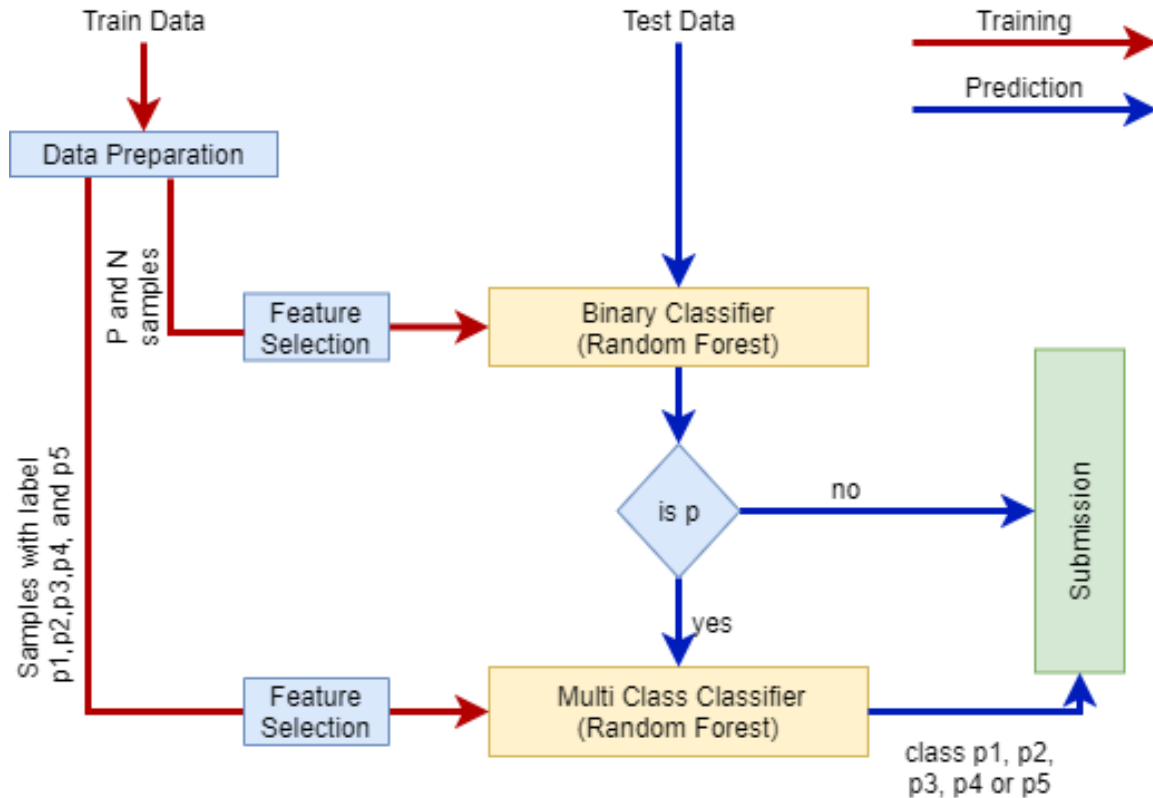 Train Data
Test Data
Training
Prediction
Data Preparation
P and N
samples
Feature
Selection
Binary Classifier
(Random Forest)
is p
no
yes
Submission
Samples with label
p1,p2,p3,p4, and p5
Feature
Selection
Multi Class Classifier
(Random Forest)
class p1, p2,
p3, p4 or p5